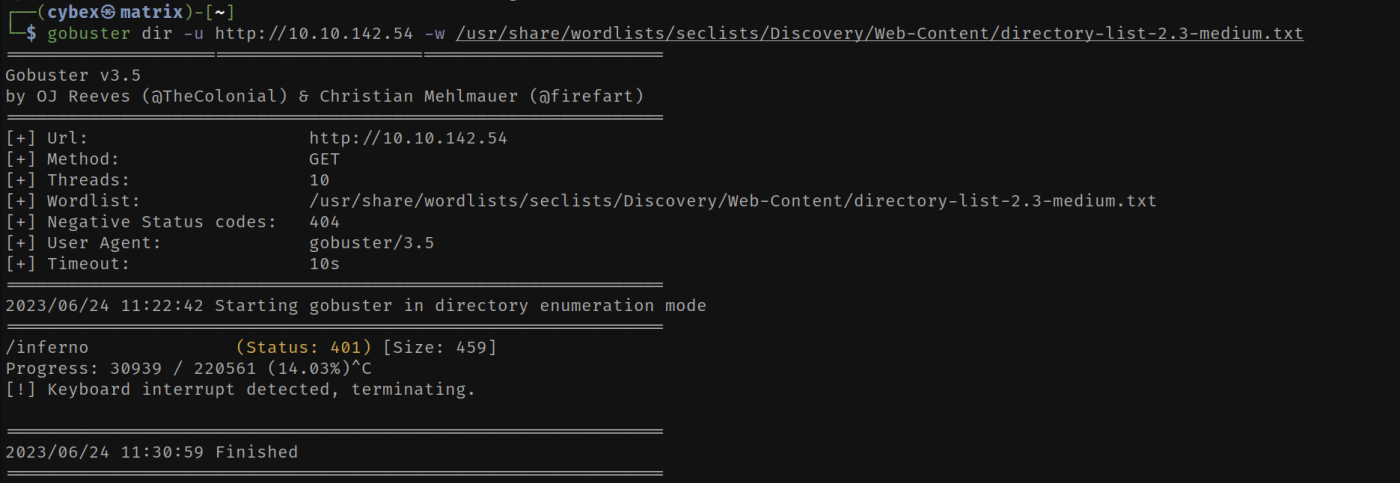 ┌──(cybex㉿matrix)-[~]
└─$ gobuster dir -u http://10.10.142.54 -w /usr/share/wordlists/seclists/Discovery/Web-Content/directory-list-2.3-medium.txt
===============================================================
Gobuster v3.5
by OJ Reeves (@TheColonial) & Christian Mehlmauer (@firefart)
===============================================================
[+] Url:                     http://10.10.142.54
[+] Method:                  GET
[+] Threads:                 10
[+] Wordlist:                /usr/share/wordlists/seclists/Discovery/Web-Content/directory-list-2.3-medium.txt
[+] Negative Status codes:   404
[+] User Agent:              gobuster/3.5
[+] Timeout:                 10s
===============================================================
2023/06/24 11:22:42 Starting gobuster in directory enumeration mode
===============================================================
/inferno              (Status: 401) [Size: 459]
Progress: 30939 / 220561 (14.03%)^C
[!] Keyboard interrupt detected, terminating.
===============================================================
2023/06/24 11:30:59 Finished
===============================================================